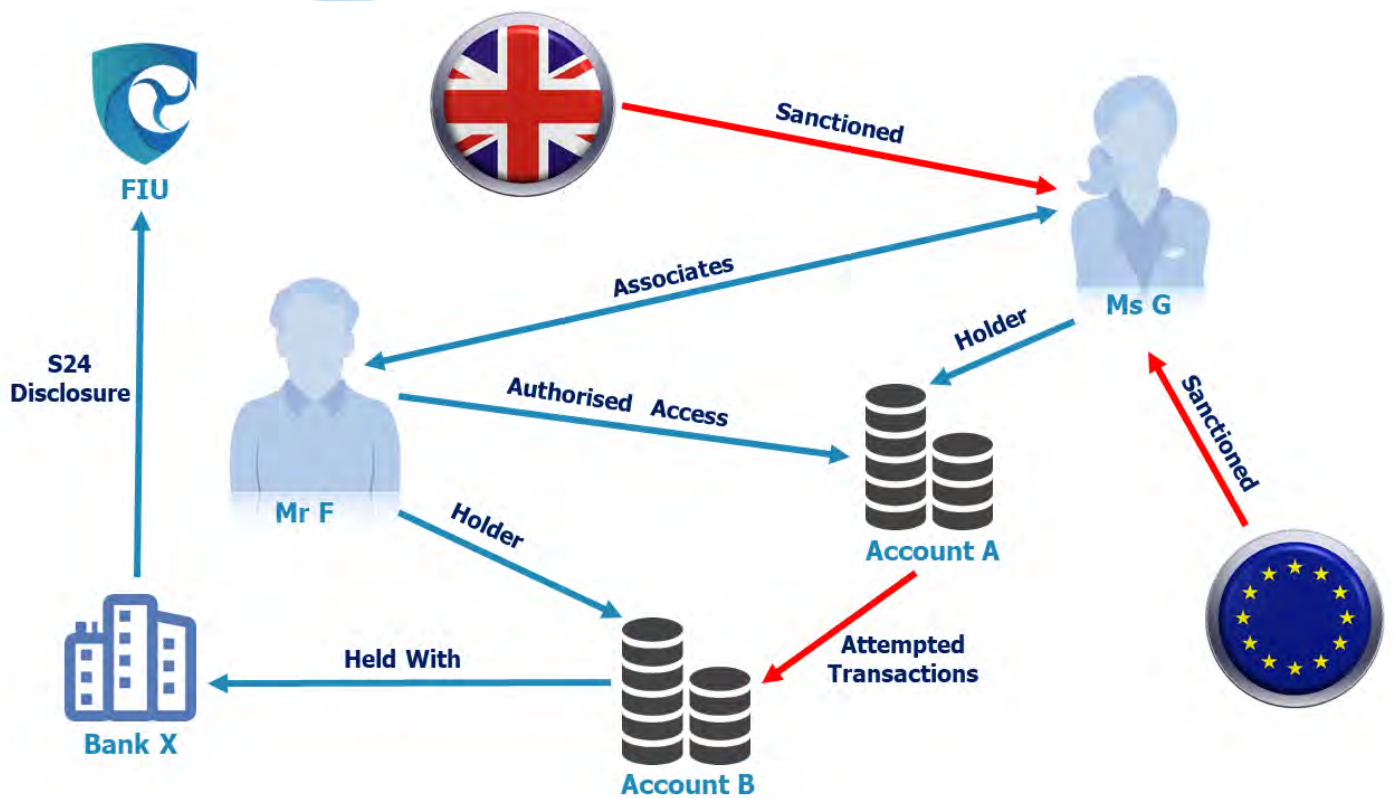 Sanctioned
FIU
Associates
Ms G
Holder
S24
Disclosure
Authorised Access
Sanctioned
Mr F
Holder
Account A
Attempted
Transactions
Held With
Bank X
Account B